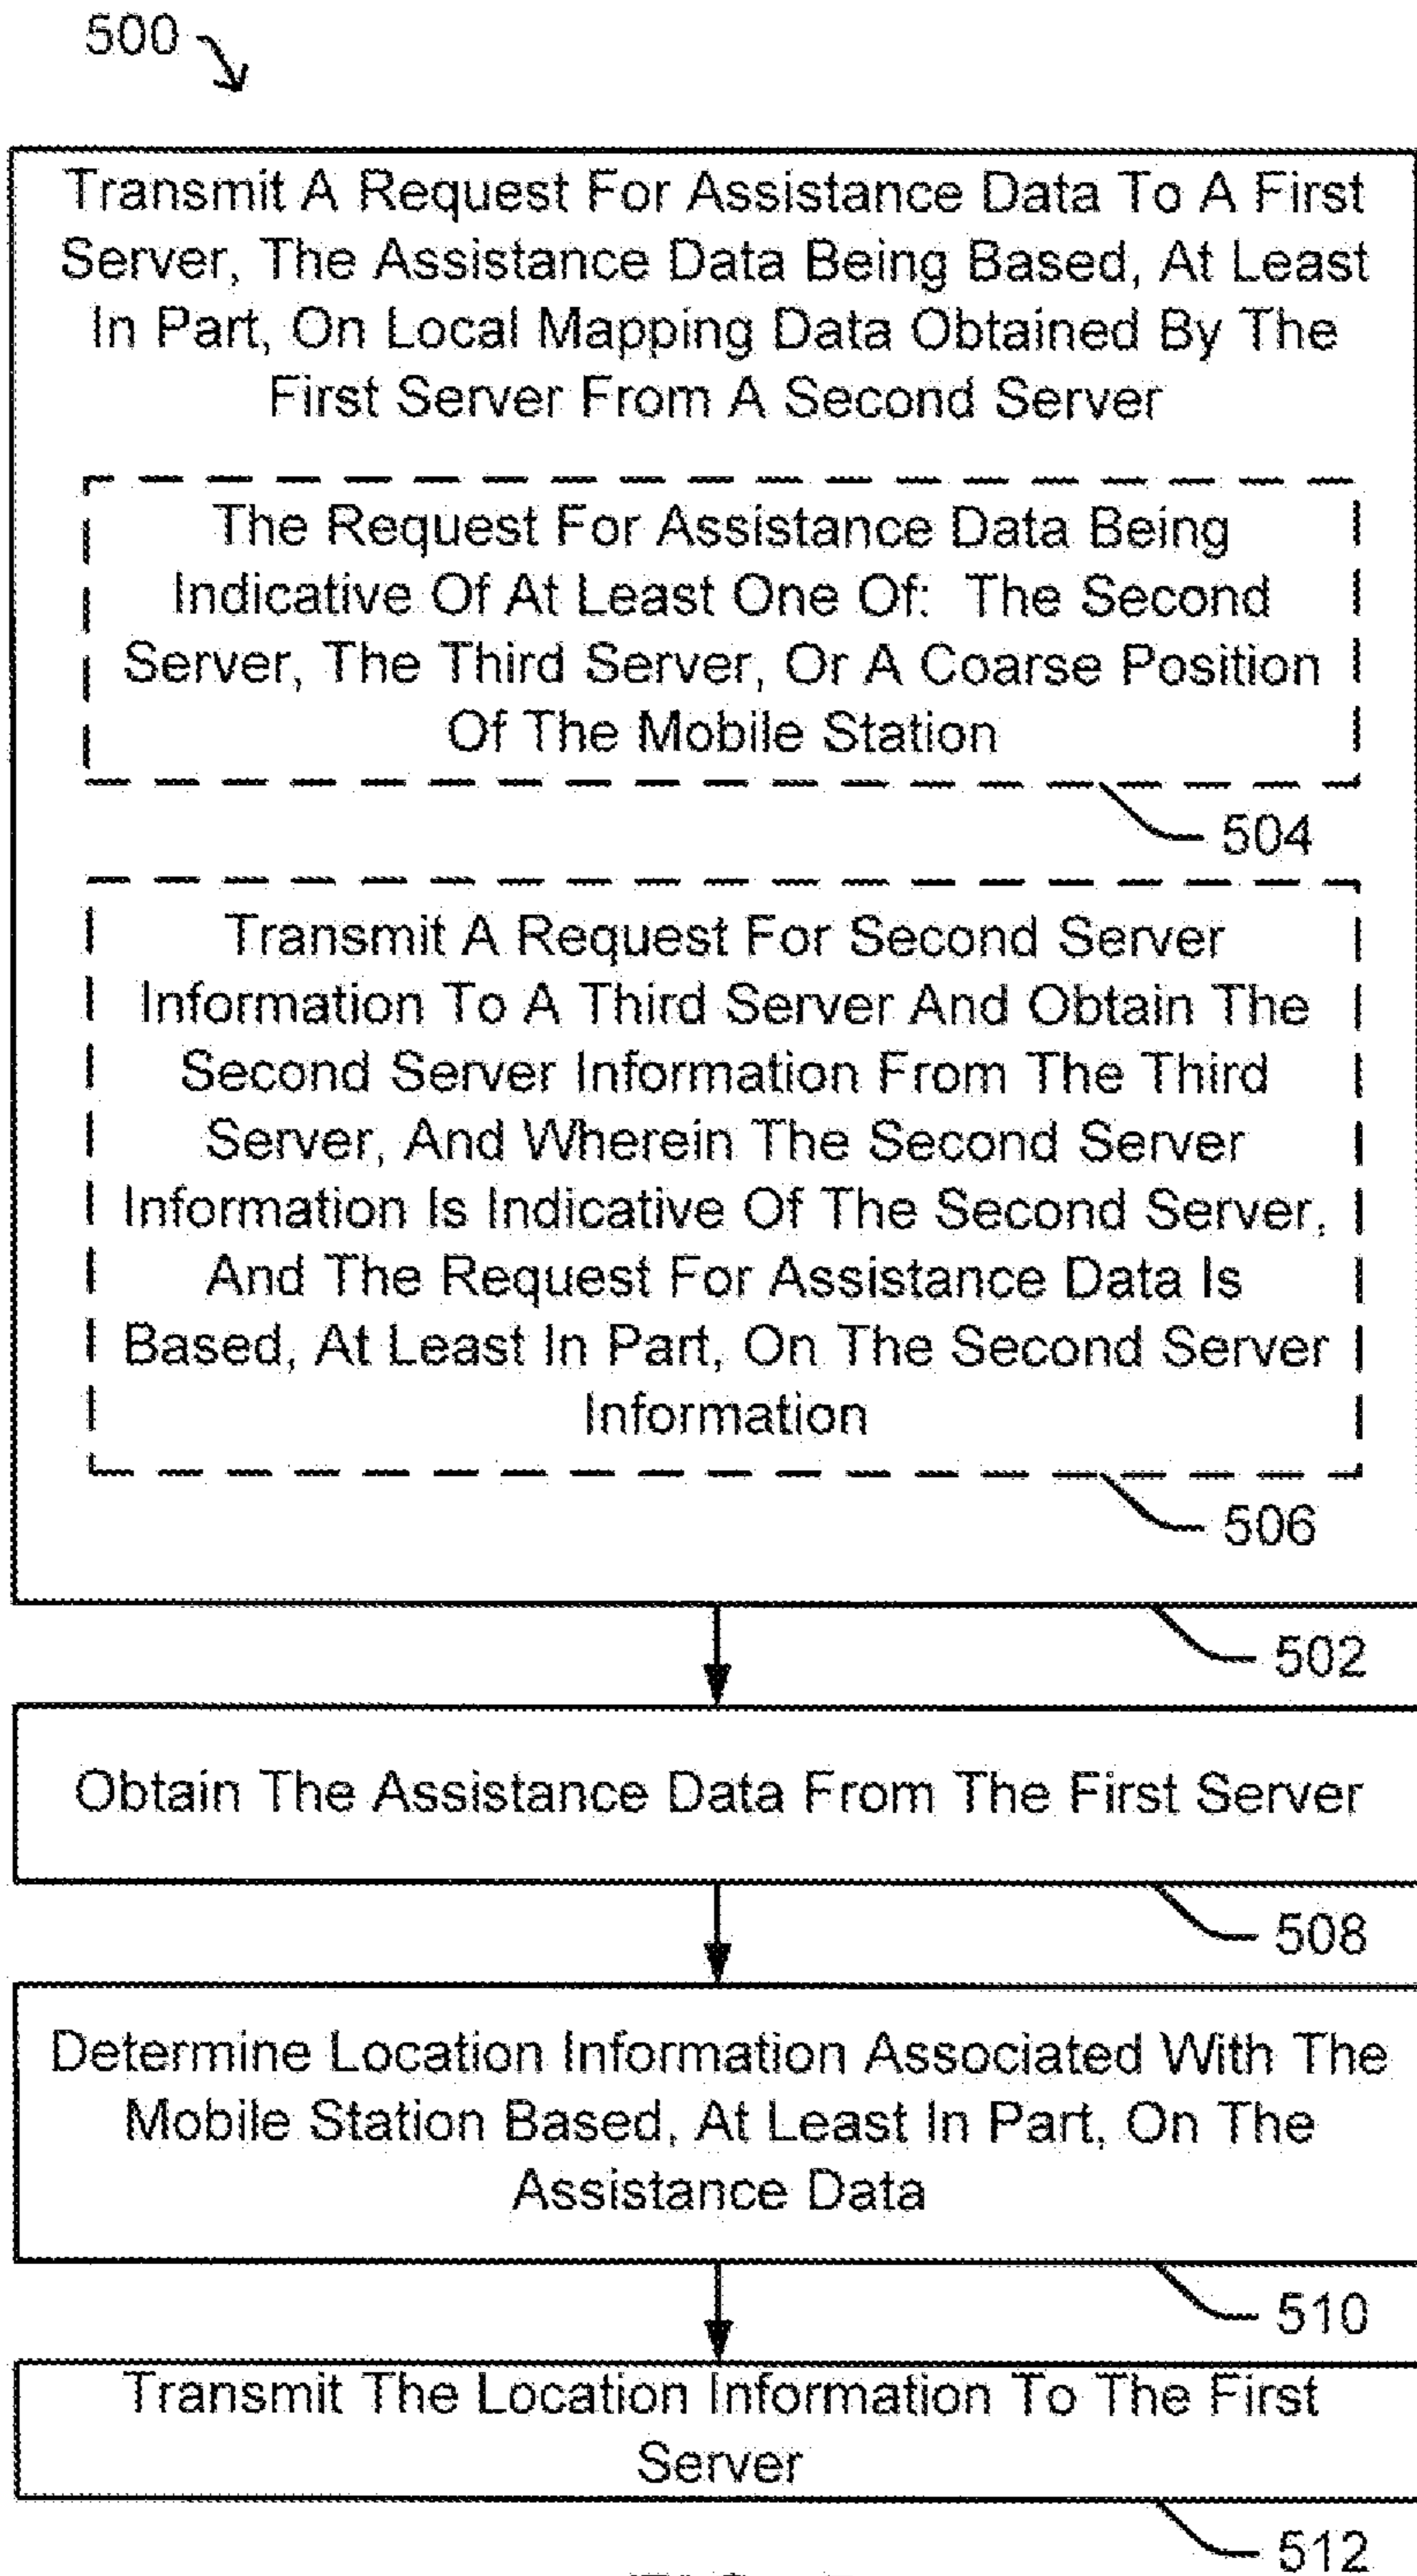 500
Transmit A Request For Assistance Data To A First
Server, The Assistance Data Being Based, At Least
In Part, On Local Mapping Data Obtained By The
First Server From A Second Server
The Request For Assistance Data Being
Indicative Of At Least One Of:  The Second
Server, The Third Server, Or A Coarse Position
Of The Mobile Station
504
Transmit A Request For Second Server
Information To A Third Server And Obtain The
Second Server Information From The Third
Server, And Wherein The Second Server
Information Is Indicative Of The Second Server,
And The Request For Assistance Data Is
Based, At Least In Part, On The Second Server
Information
506
502
Obtain The Assistance Data From The First Server
508
Determine Location Information Associated With The
Mobile Station Based, At Least In Part, On The
Assistance Data
510
Transmit The Location Information To The First
Server
512